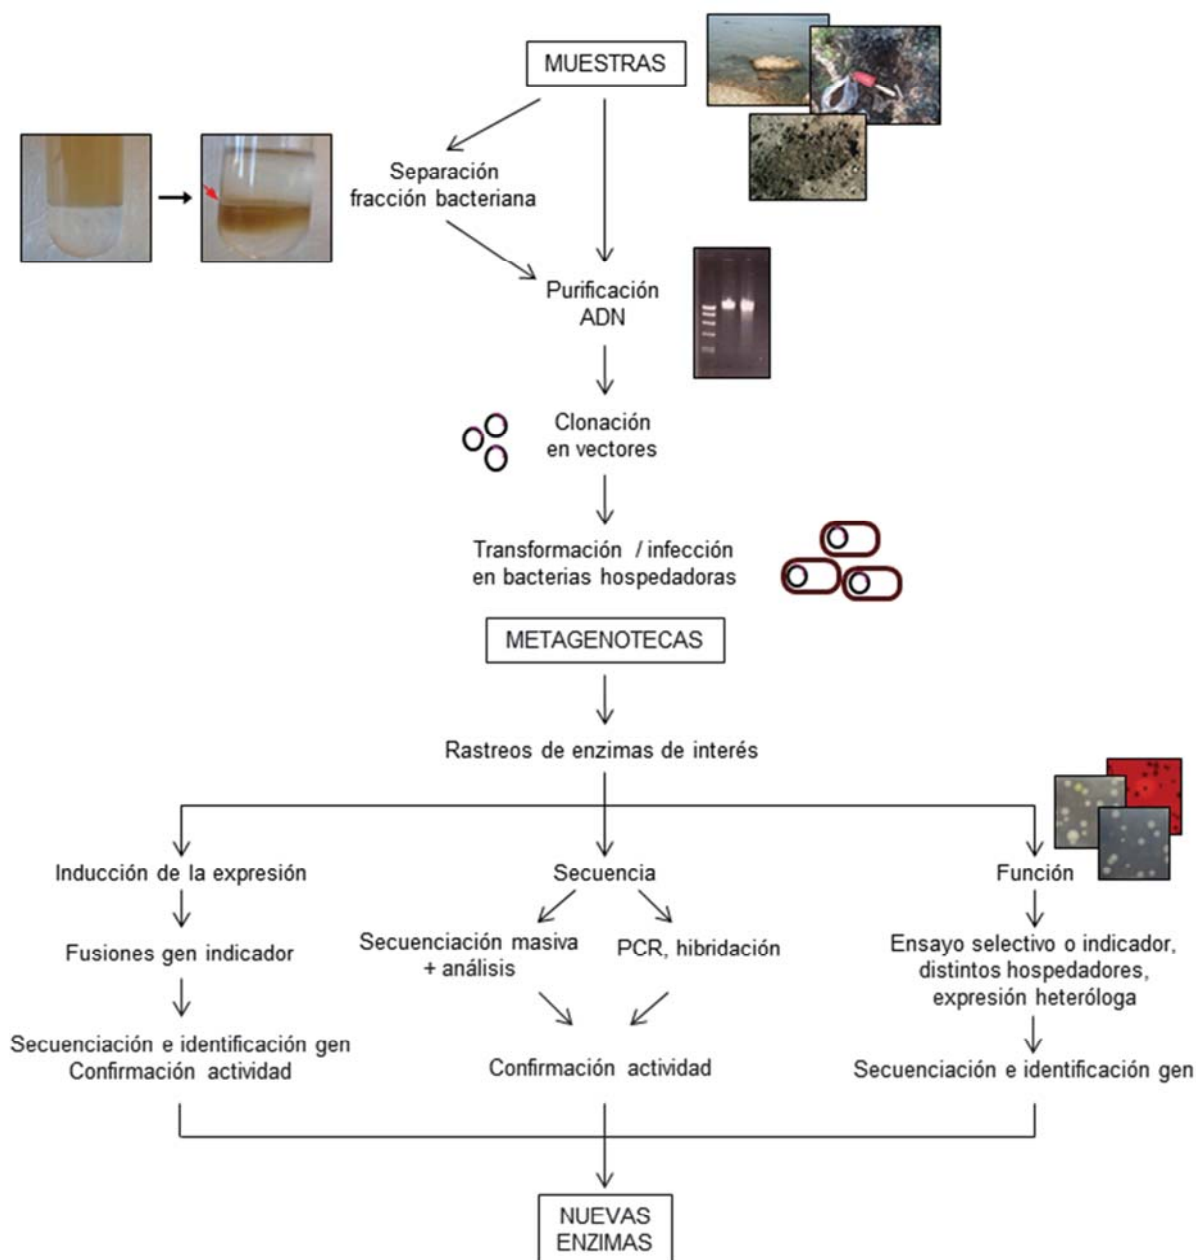 MUESTRAS
Separación
fracción bacteriana
Purificación
ADN
Clonación
en vectores
Transformación / infección
en bacterias hospedadoras
METAGENOTECAS
Rastreos de enzimas de interés
Inducción de la expresión
Secuencia
Función
Fusiones gen indicador
Secuenciación masiva
+ análisis
PCR, hibridación
Ensayo selectivo o indicador,
distintos hospedadores,
expresión heteróloga
Secuenciación e identificación gen
Confirmación actividad
Confirmación actividad
Secuenciación e identificación gen
NUEVAS
ENZIMAS